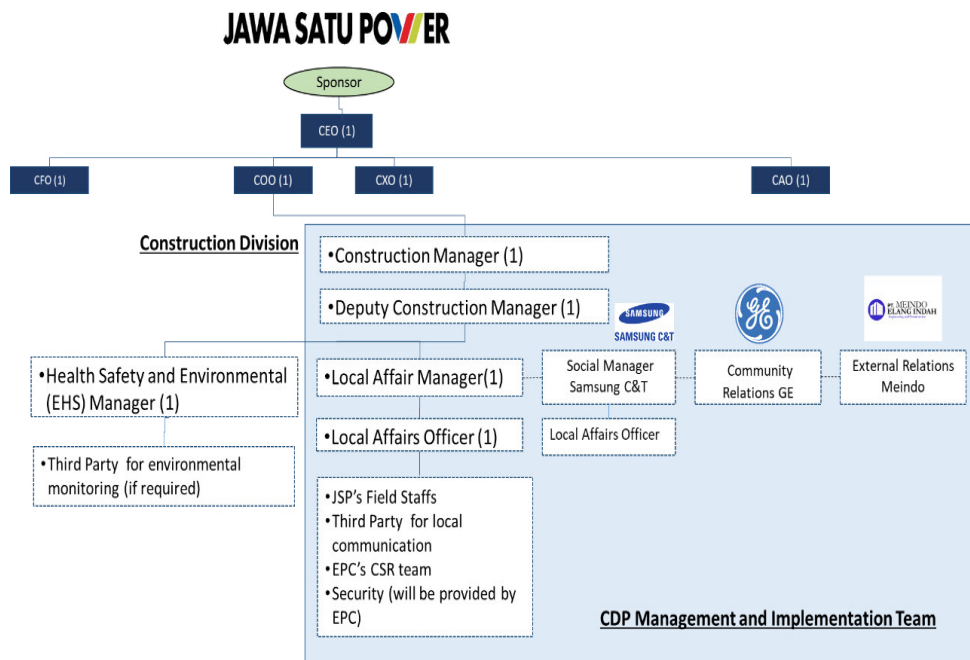 JAWA SATU POWER
Sponsor
CEO (1)
CFO (1)
COO (1)
CXO (1)
CAO (1)
Construction Division
•Construction Manager (1)
•Deputy Construction Manager (1)
SAMSUNG
SAMSUNG C&T
GE
PT. MEINDO
ELANG INDAH
•Health Safety and Environmental
(EHS) Manager (1)
•Local Affair Manager(1)
Social Manager
Samsung C&T
Community
Relations GE
External Relations
Meindo
•Local Affairs Officer (1)
Local Affairs Officer
•Third Party for environmental
monitoring (if required)
•JSP's Field Staffs
•Third Party for local
communication
•EPC's CSR team
•Security (will be provided by
EPC)
CDP Management and Implementation Team